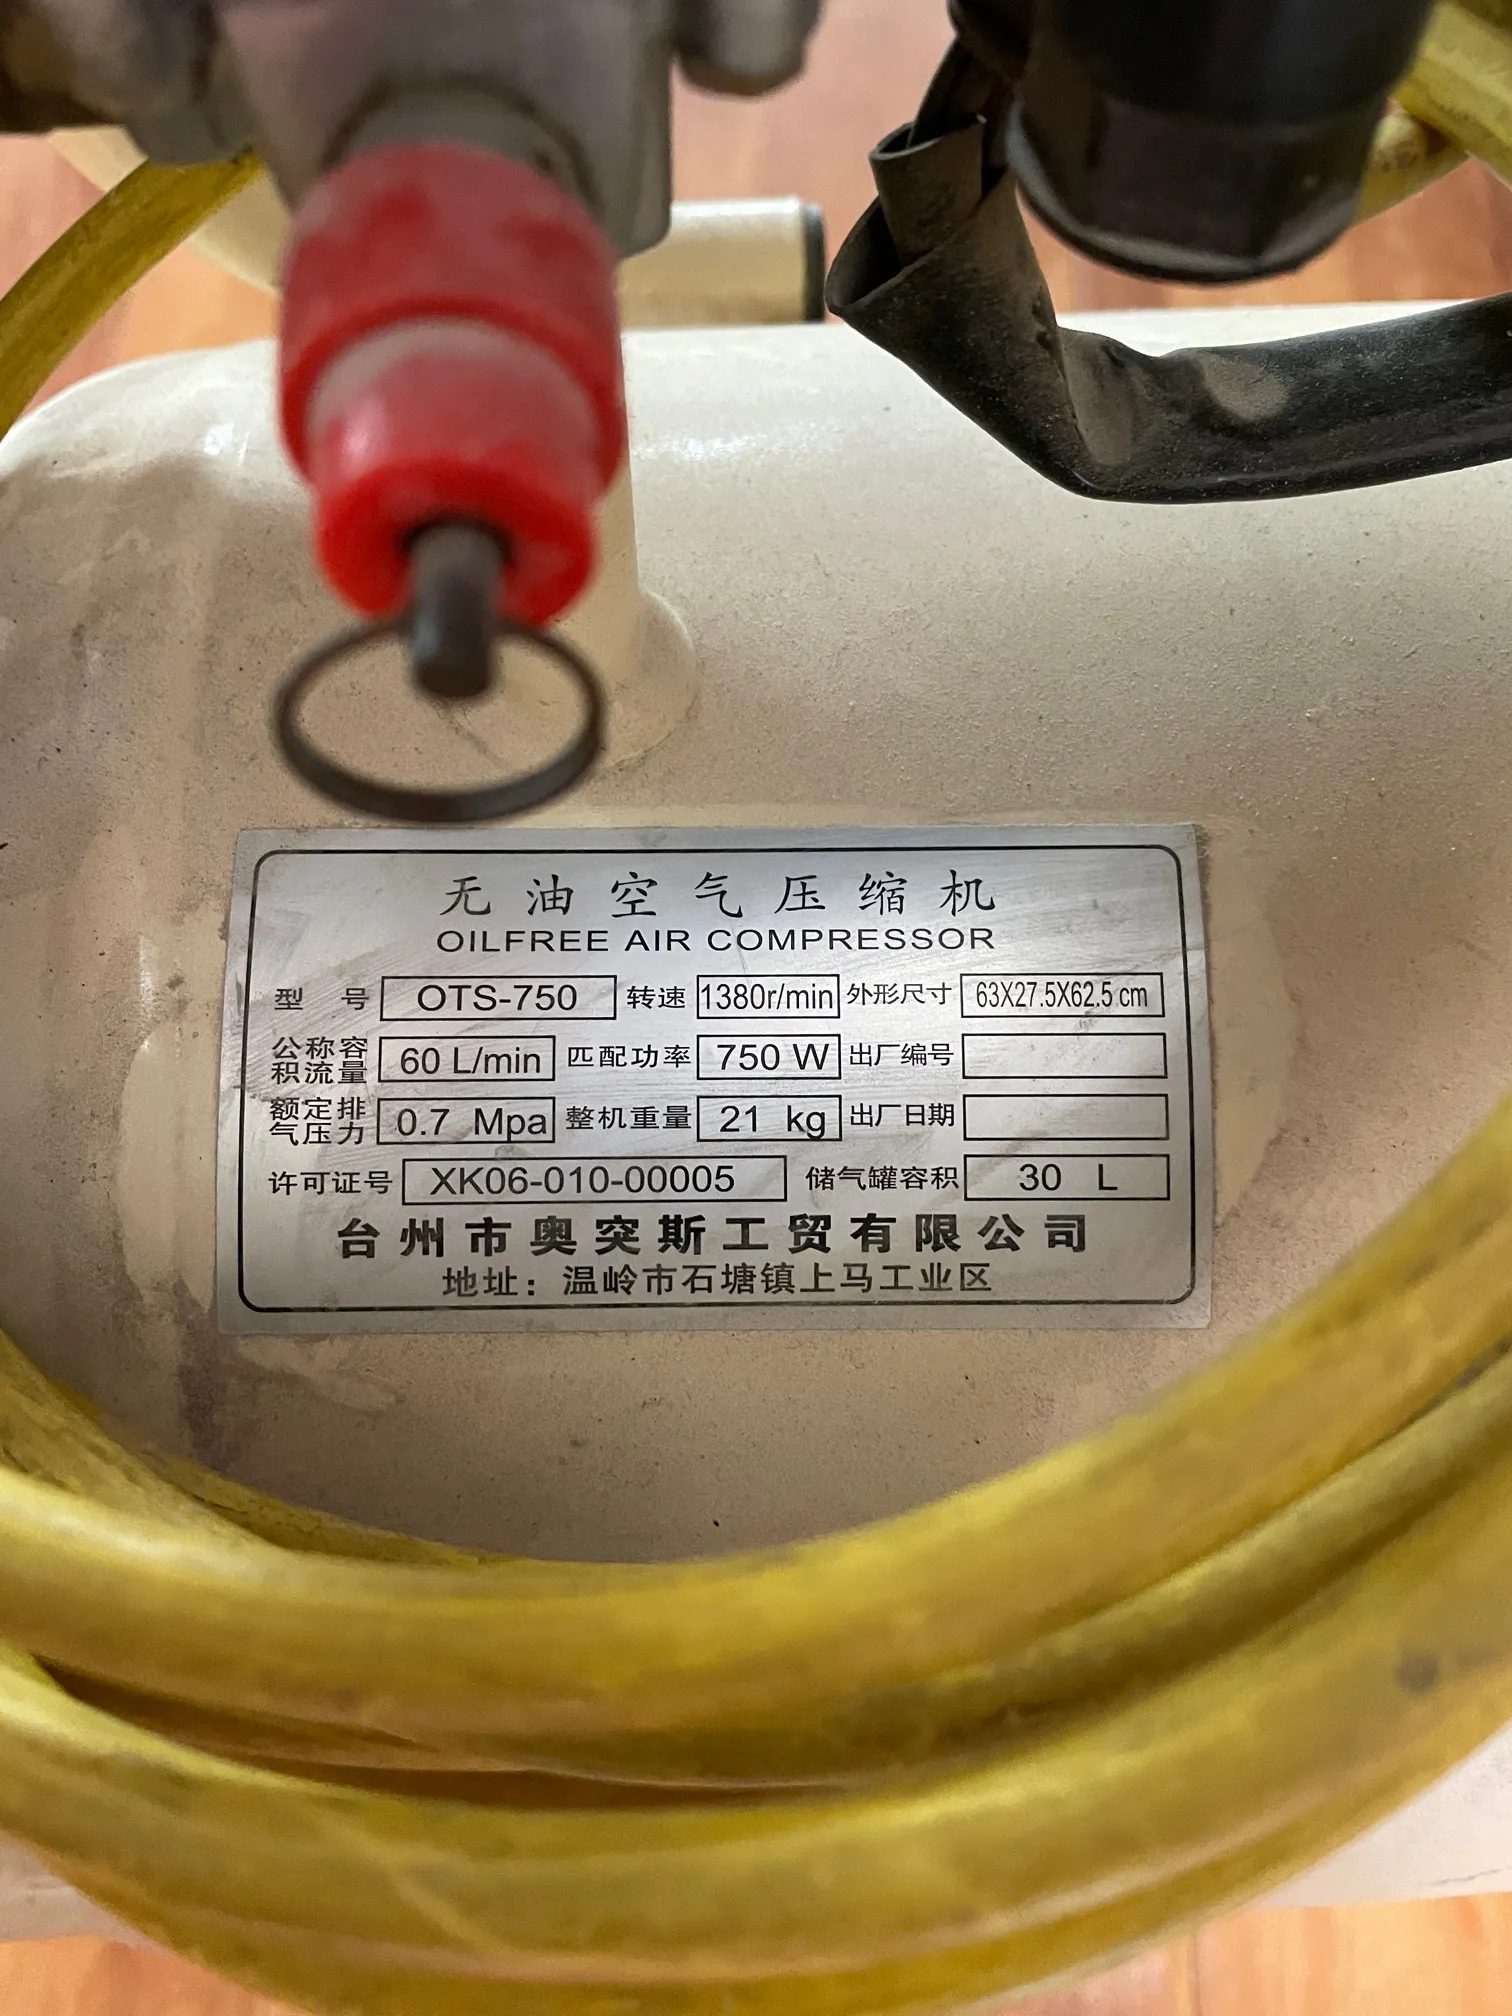 无油空气压缩机
OILFREE AIR COMPRESSOR
型号 OTS-750 转速 1380r/min 外形尺寸 63X27.5X62.5 cm
公称容积流量 60 L/min 匹配功率 750 W 出厂编号
额定排气压力 0.7 Mpa 整机重量 21 kg 出厂日期
许可证号 XK06-010-00005 储气罐容积 30 L
台州市奥突斯工贸有限公司
地址：温岭市石塘镇上马工业区